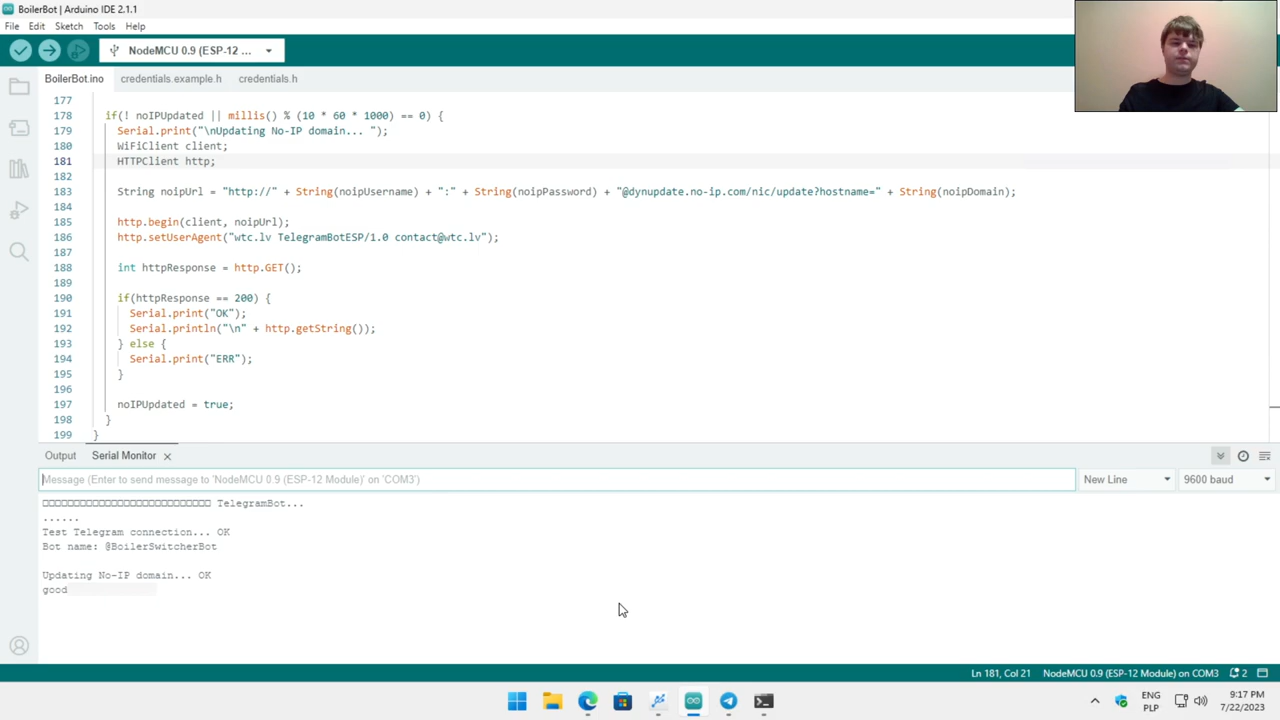 BoilerBot | Arduino IDE 2.1.1
File Edit Sketch Tools Help
NodeMCU 0.9 (ESP-12 ...
BoilerBot.ino credentials.example.h credentials.h
177
178 if(! noIPUpdated || millis() % (10 * 60 * 1000) == 0) {
179 Serial.print("\nUpdating No-IP domain... ");
180 WiFiClient client;
181 HTTPClient http;
182
183 String noipUrl = "http://" + String(noipUsername) + ":" + String(noipPassword) + "@dynupdate.no-ip.com/nic/update?hostname=" + String(noipDomain);
184
185 http.begin(client, noipUrl);
186 http.setUserAgent("wtc.lv TelegramBotESP/1.0 contact@wtc.lv");
187
188 int httpResponse = http.GET();
189
190 if(httpResponse == 200) {
191 Serial.print("OK");
192 Serial.println("\n" + http.getString());
193 } else {
194 Serial.print("ERR");
195 }
196
197 noIPUpdated = true;
198 }
199 }
Output Serial Monitor
Message (Enter to send message to 'NodeMCU 0.9 (ESP-12 Module)' on 'COM3') New Line 9600 baud
TelegramBot...
......
Test Telegram connection... OK
Bot name: @BoilerSwitcherBot
Updating No-IP domain... OK
good
Ln 181, Col 21 NodeMCU 0.9 (ESP-12 Module) on COM3 2
ENG
PLP
9:17 PM
7/22/2023